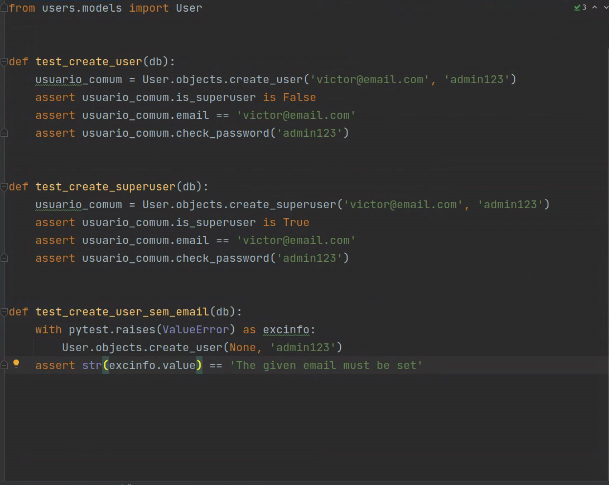 from users.models import User
3
def test_create_user(db):
usuario_comum = User.objects.create_user('victor@email.com', 'admin123')
assert usuario_comum.is_superuser is False
assert usuario_comum.email == 'victor@email.com'
assert usuario_comum.check_password('admin123')
def test_create_superuser(db):
usuario_comum = User.objects.create_superuser('victor@email.com', 'admin123')
assert usuario_comum.is_superuser is True
assert usuario_comum.email == 'victor@email.com'
assert usuario_comum.check_password('admin123')
def test_create_user_sem_email(db):
with pytest.raises(ValueError) as excinfo:
User.objects.create_user(None, 'admin123')
assert str(excinfo.value) == 'The given email must be set'